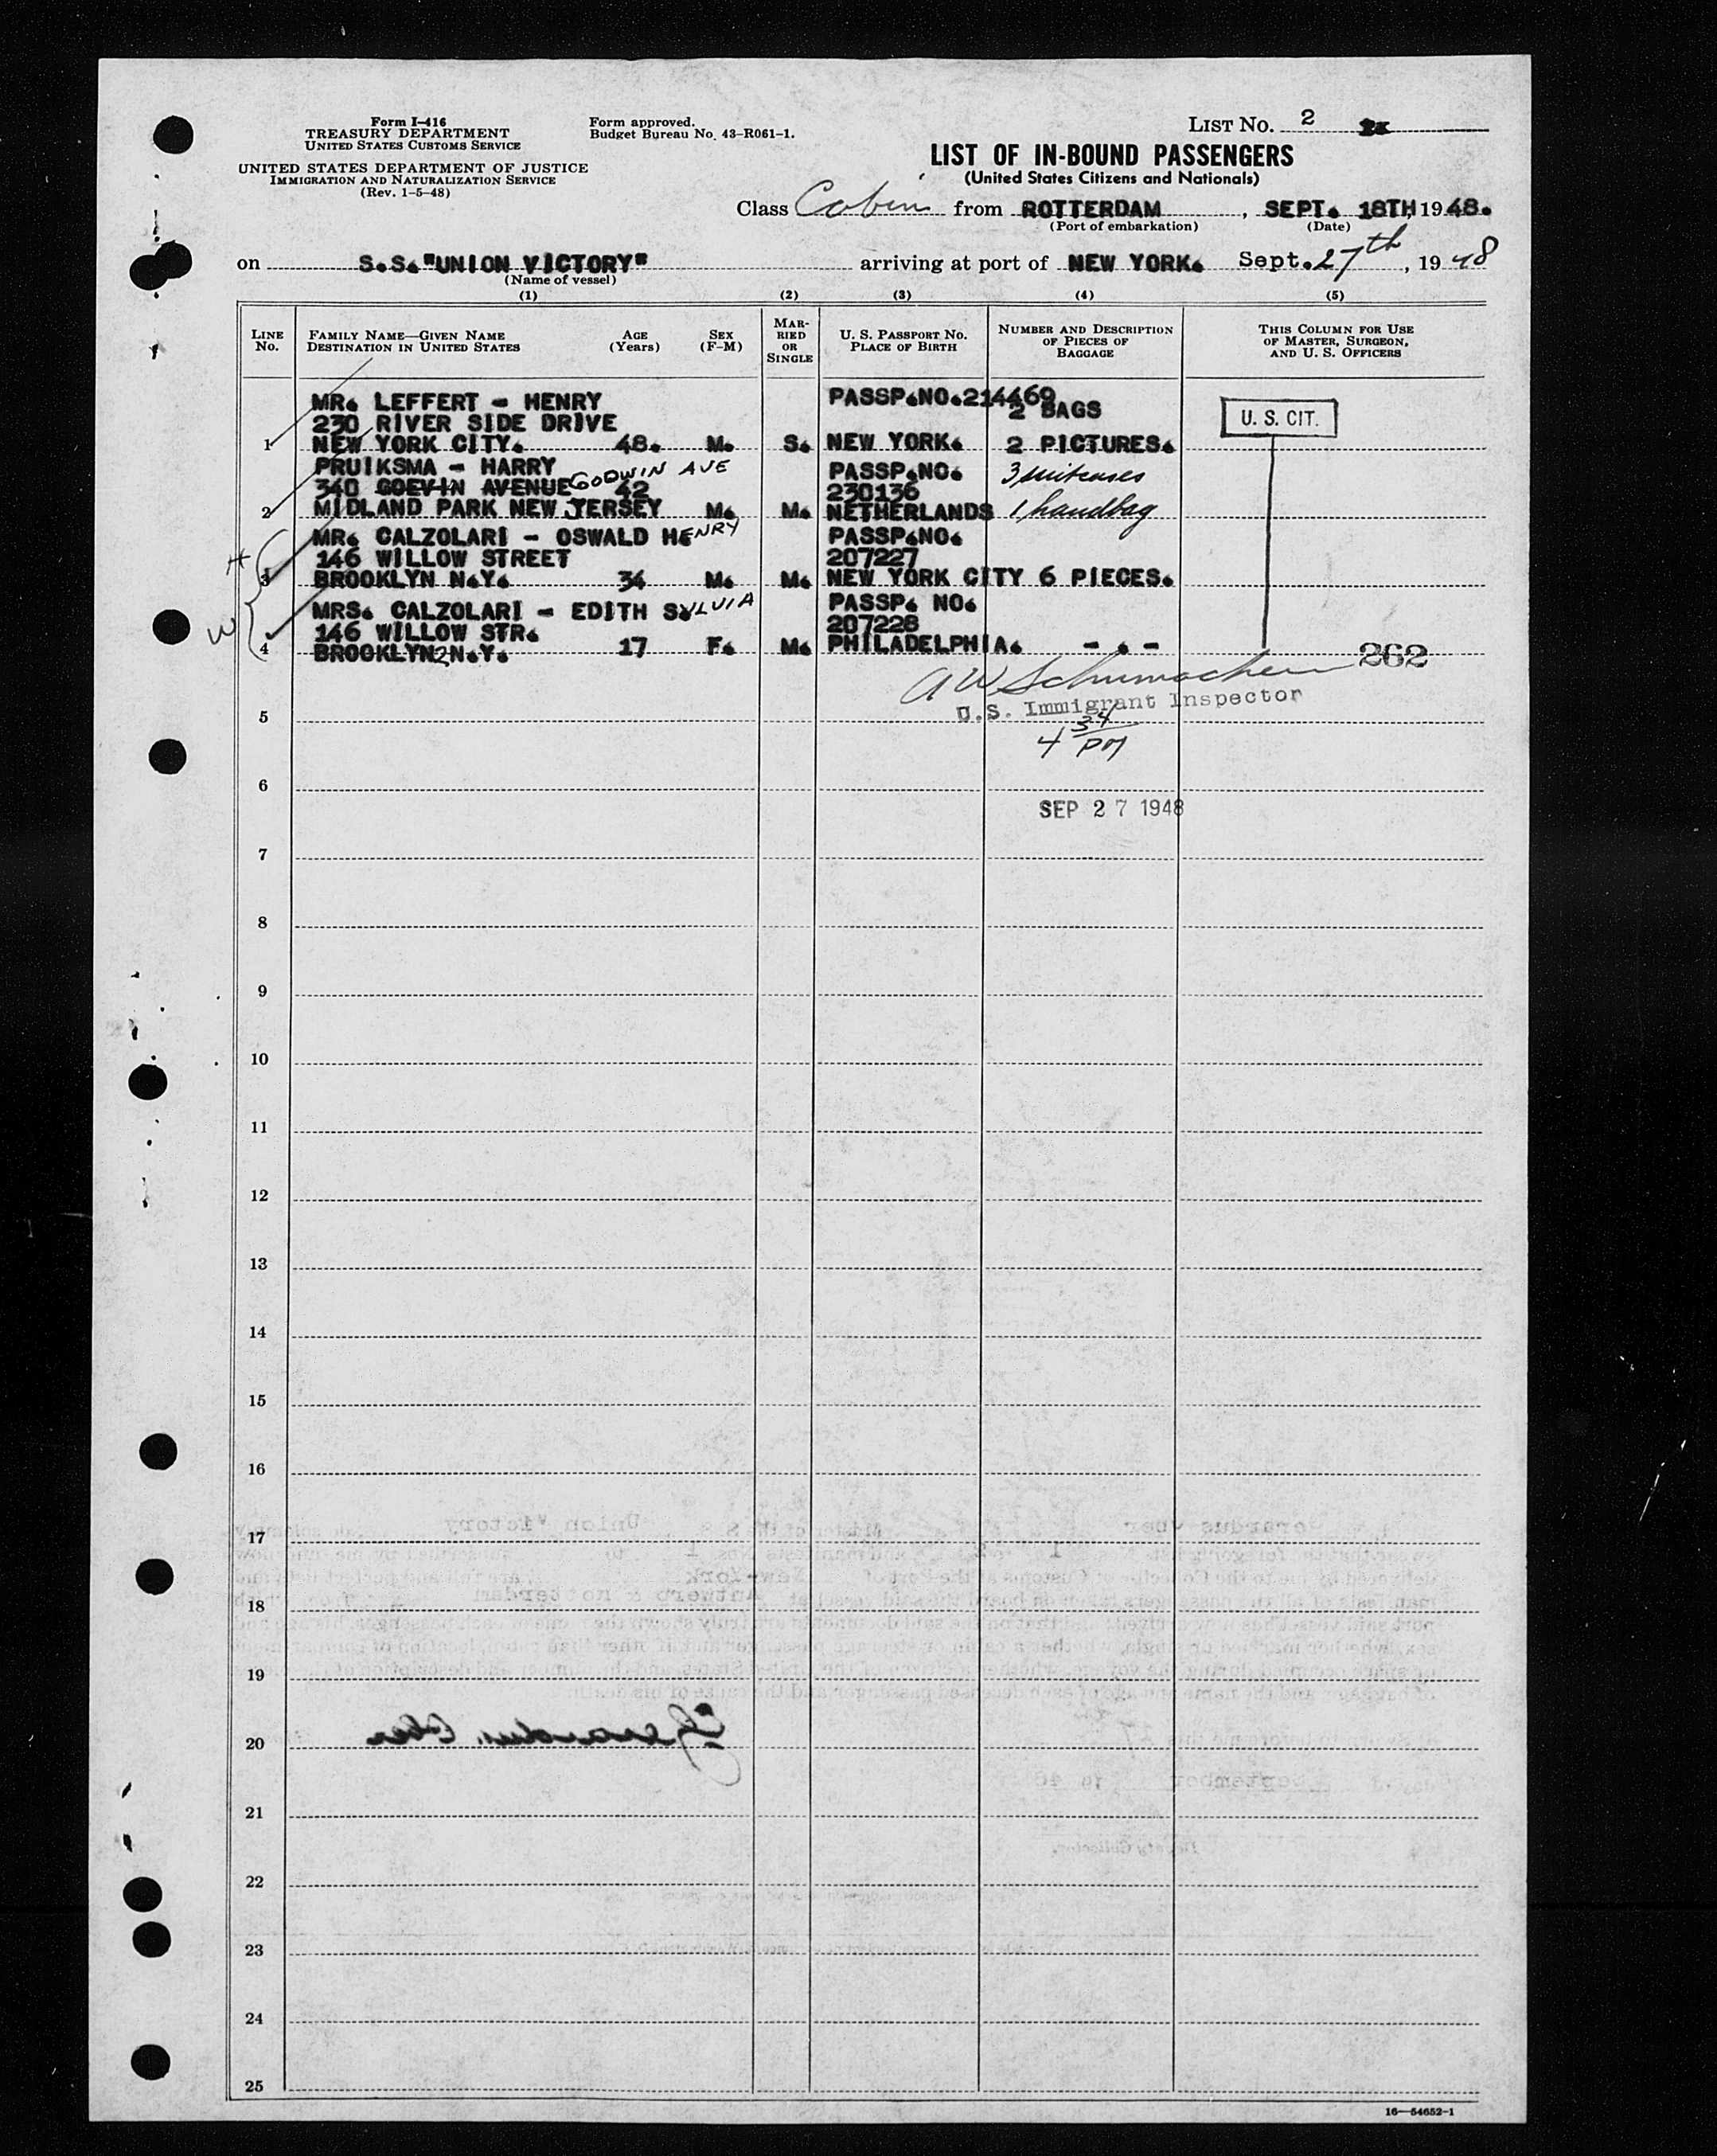 Form I-416
TREASURY DEPARTMENT
UNITED STATES CUSTOMS SERVICE
UNITED STATES DEPARTMENT OF JUSTICE
IMMIGRATION AND NATURALIZATION SERVICE
(Rev. 1-5-48)
Form approved.
Budget Bureau No. 43-R061-1.
LIST NO. 2
LIST OF IN-BOUND PASSENGERS
(United States Citizens and Nationals)
Class Cabin from ROTTERDAM, SEPT. 18TH, 1948.
(Port of embarkation) (Date)
on S.S."UNION VICTORY" arriving at port of NEW YORK. Sept. 27th, 1948
(Name of vessel)
(1) (2) (3) (4) (5)
LINE NO.
FAMILY NAME—GIVEN NAME
DESTINATION IN UNITED STATES
AGE (Years)
SEX (F-M)
MARRIED OR SINGLE
U. S. PASSPORT NO.
PLACE OF BIRTH
NUMBER AND DESCRIPTION OF PIECES OF BAGGAGE
THIS COLUMN FOR USE OF MASTER, SURGEON, AND U. S. OFFICERS
MR. LEFFERT - HENRY PASSP.NO.214469
230 RIVER SIDE DRIVE 2 BAGS U. S. CIT.
1 NEW YORK CITY. 48. M. S. NEW YORK. 2 PICTURES.
PRUIKSMA - HARRY GODWIN AVE PASSP.NO. 3 suitcases
340 GOEVIN AVENUE 42 230136
2 MIDLAND PARK NEW JERSEY M. M. NETHERLANDS 1 handbag
MR. CALZOLARI - OSWALD HENRY PASSP.NO.
146 WILLOW STREET 207227
3 BROOKLYN N.Y. 34 M. M. NEW YORK CITY 6 PIECES.
MRS. CALZOLARI - EDITH SYLVIA PASSP. NO.
146 WILLOW STR. 207228
4 BROOKLYN 2 N.Y. 17 F. M. PHILADELPHIA. - . -
262
A W Schumacher
U.S. Immigrant Inspector
5
4 34 PM
6
SEP 27 1948
7
8
9
10
11
12
13
14
15
16
17
18
19
20
21
22
23
24
25
16—54652-1